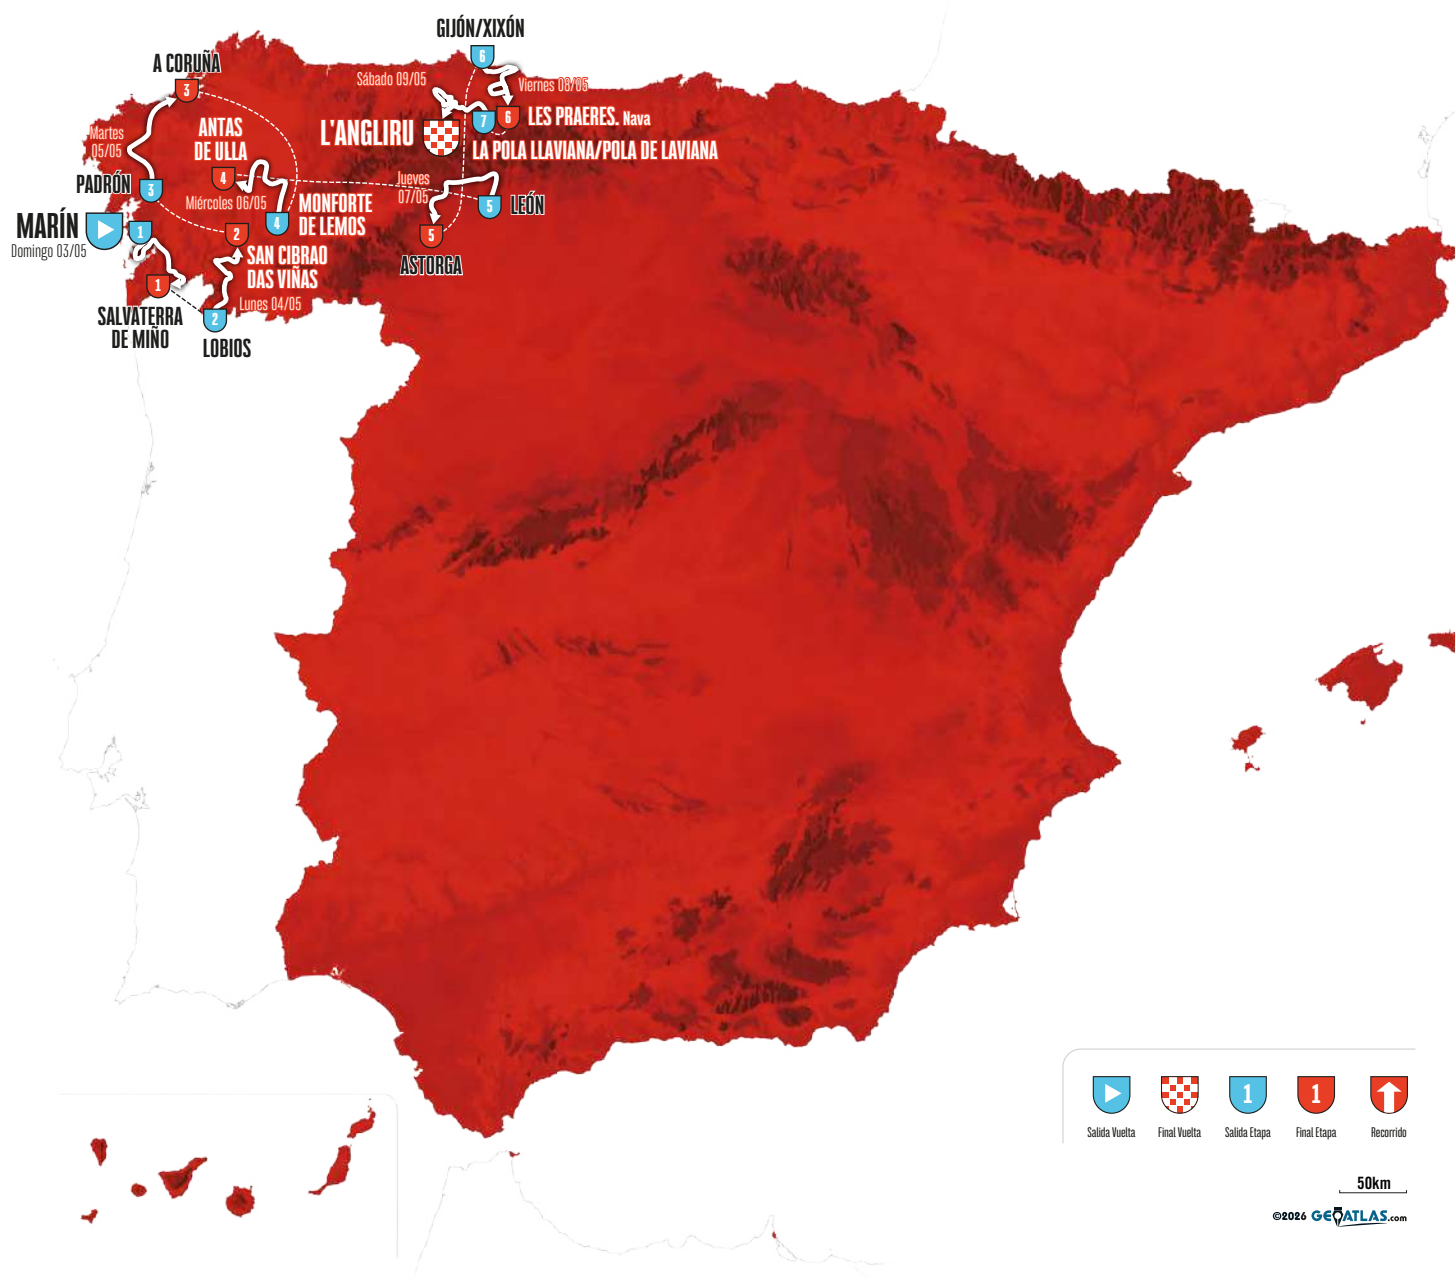 GIJÓN/XIXÓN
6
A CORUÑA
3
Sábado 09/05
Viernes 08/05
7
6
LES PRAERES. Nava
L'ANGLIRU
LA POLA LLAVIANA/POLA DE LAVIANA
Martes
05/05
ANTAS
DE ULLA
4
Miércoles 06/05
Jueves
07/05
5
LEÓN
PADRÓN
3
MONFORTE
DE LEMOS
4
MARÍN
Domingo 03/05
1
2
SAN CIBRAO
DAS VIÑAS
5
ASTORGA
1
SALVATERRA
DE MIÑO
Lunes 04/05
2
LOBIOS
1
1
Salida Vuelta
Final Vuelta
Salida Etapa
Final Etapa
Recorrido
50km
©2026 GEOATLAS.com